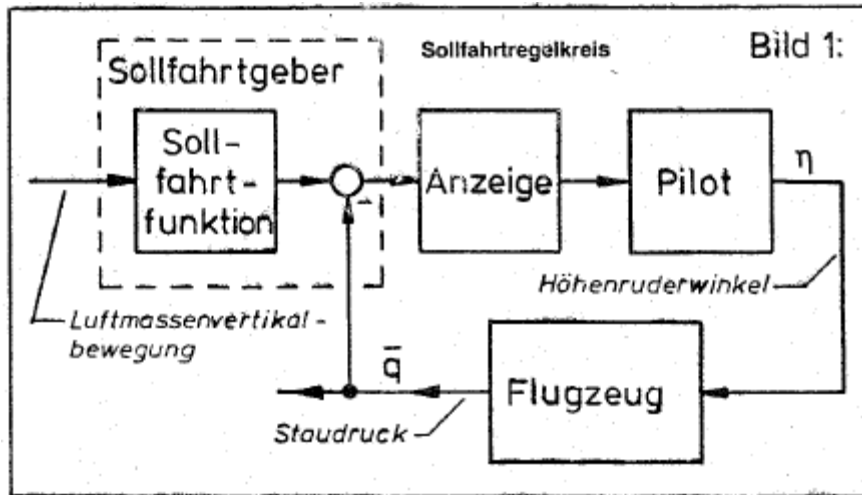 Sollfahrtregelkreis
Bild 1:
Sollfahrtgeber
Soll-
fahrt-
funktion
-
Anzeige
Pilot
η
Höhenruderwinkel
Luftmassenvertikal-
bewegung
q̄
Flugzeug
Staudruck